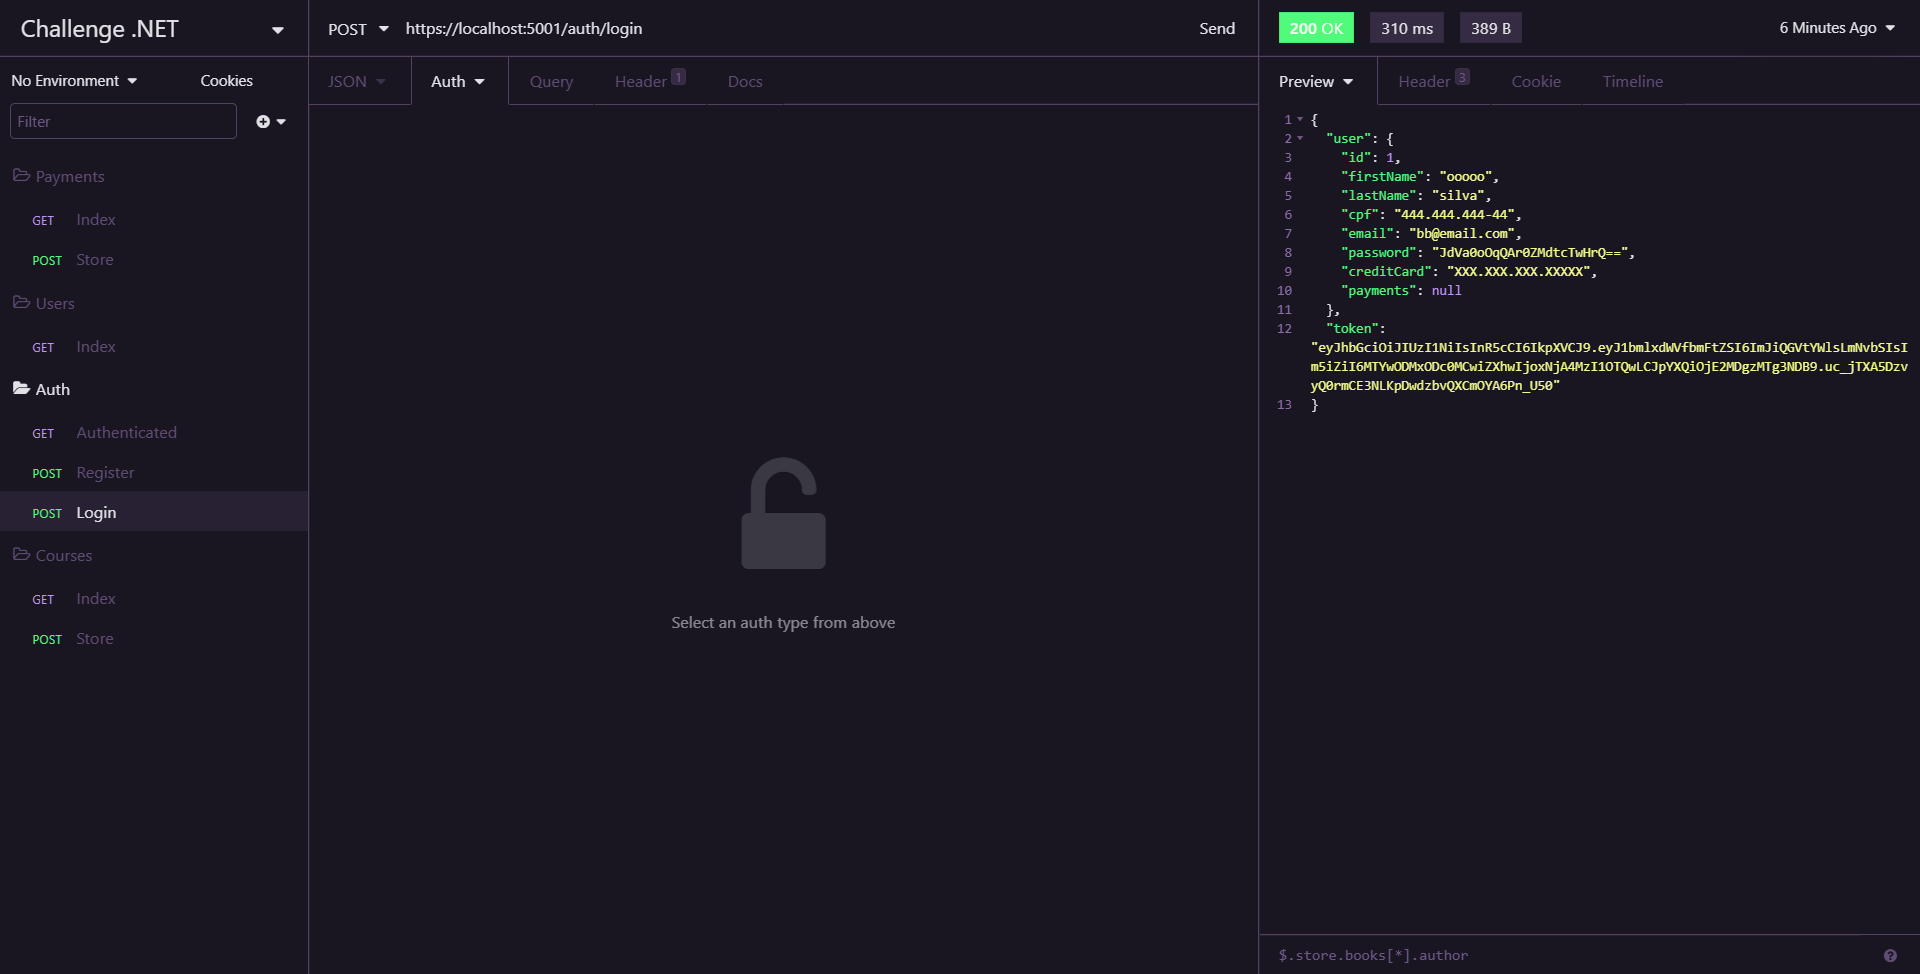 Challenge .NET
No Environment
Cookies
Filter
Payments
GET Index
POST Store
Users
GET Index
Auth
GET Authenticated
POST Register
POST Login
Courses
GET Index
POST Store
POST https://localhost:5001/auth/login Send
JSON Auth Query Header 1 Docs
Select an auth type from above
200 OK 310 ms 389 B 6 Minutes Ago
Preview Header 3 Cookie Timeline
1 {
2 "user": {
3 "id": 1,
4 "firstName": "ooooo",
5 "lastName": "silva",
6 "cpf": "444.444.444-44",
7 "email": "bb@email.com",
8 "password": "JdVa0oOqQAr0ZMdtcTwHrQ==",
9 "creditCard": "XXX.XXX.XXX.XXXXX",
10 "payments": null
11 },
12 "token":
"eyJhbGciOiJIUzI1NiIsInR5cCI6IkpXVCJ9.eyJ1bmlxdWVfbmFtZSI6ImJiQGVtYWlsLmNvbSIsI
m5iZiI6MTYwODMxODc0MCwiZXhwIjoxNjA4MzI1OTQwLCJpYXQiOjE2MDgzMTg3NDB9.uc_jTXA5Dzv
yQ0rmCE3NLKpDwdzbvQXCmOYA6Pn_U50"
13 }
$.store.books[*].author